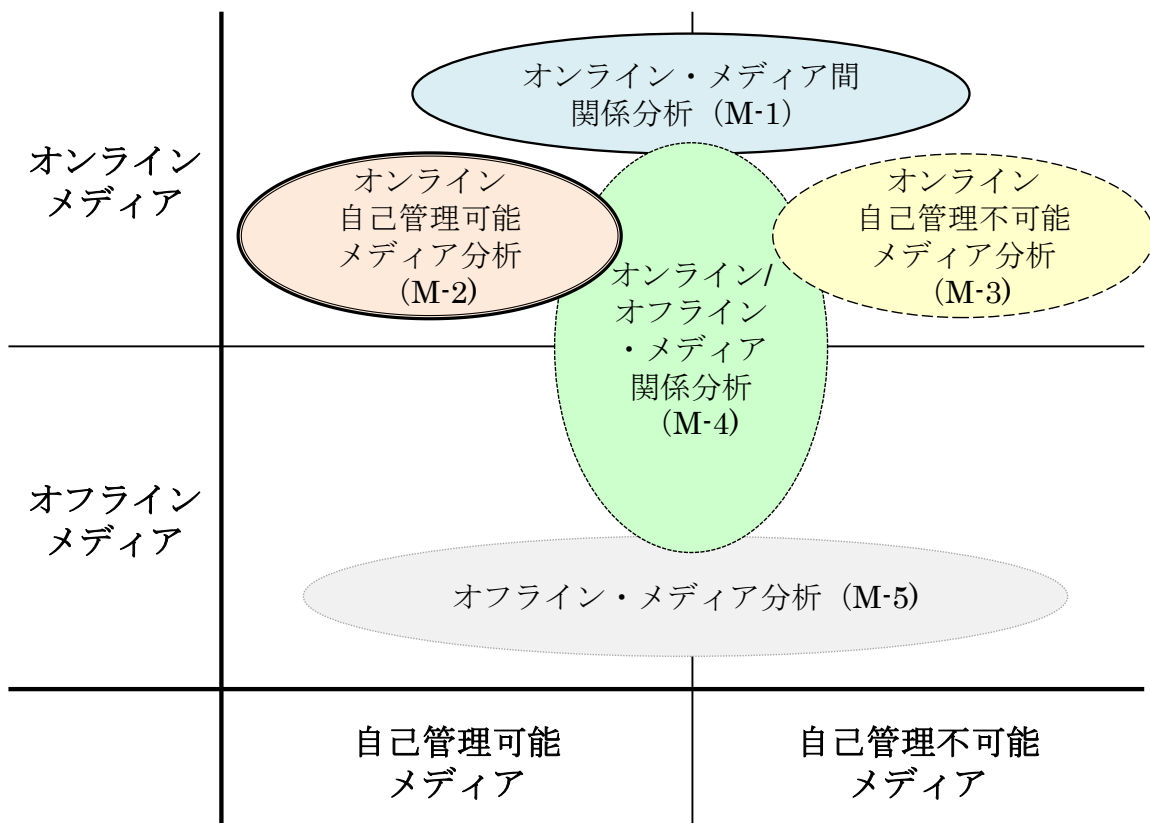 オンライン・メディア間
関係分析（M-1）
オンライン
メディア
オンライン
自己管理可能
メディア分析
(M-2)
オンライン
自己管理不可能
メディア分析
(M-3)
オンライン/
オフライン
・メディア
関係分析
（M-4)
オフライン
メディア
オフライン・メディア分析（M-5)
自己管理可能
メディア
自己管理不可能
メディア